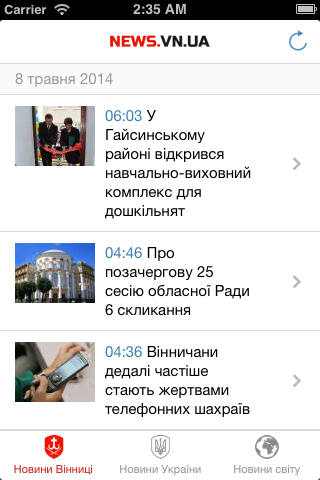 Carrier 2:35 AM
NEWS.VN.UA
8 травня 2014
06:03 У
Гайсинському
районі відкрився
навчально-виховний
комплекс для
дошкільнят
04:46 Про
позачергову 25
сесію обласної Ради
6 скликання
04:36 Вінничани
дедалі частіше
стають жертвами
телефонних шахраїв
Новини Вінниці Новини України Новини світу